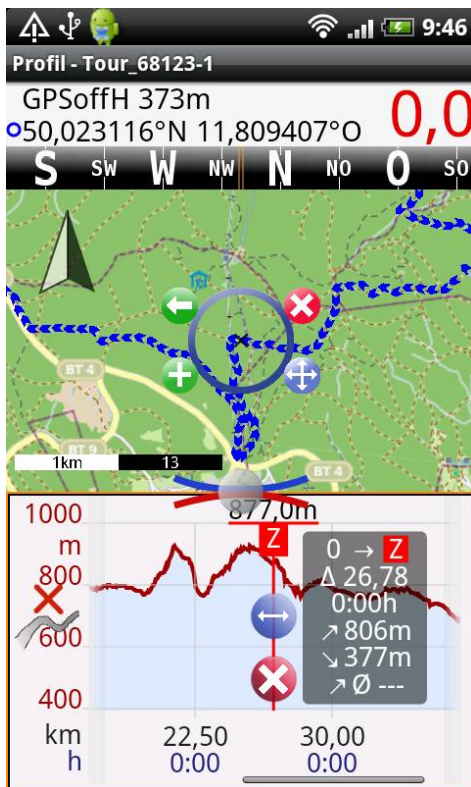 9:46
Profil - Tour_68123-1
GPSoffH 373m
50,023116°N 11,809407°O
0,0
S SW W NW N NO O SO
BT 4
BT 9
BT 4
1km 13
877,0m
1000
m
800
600
400
Z
0 → Z
Δ 26,78
0:00h
↗ 806m
↘ 377m
↗ Ø ---
km 22,50 30,00
h 0:00 0:00